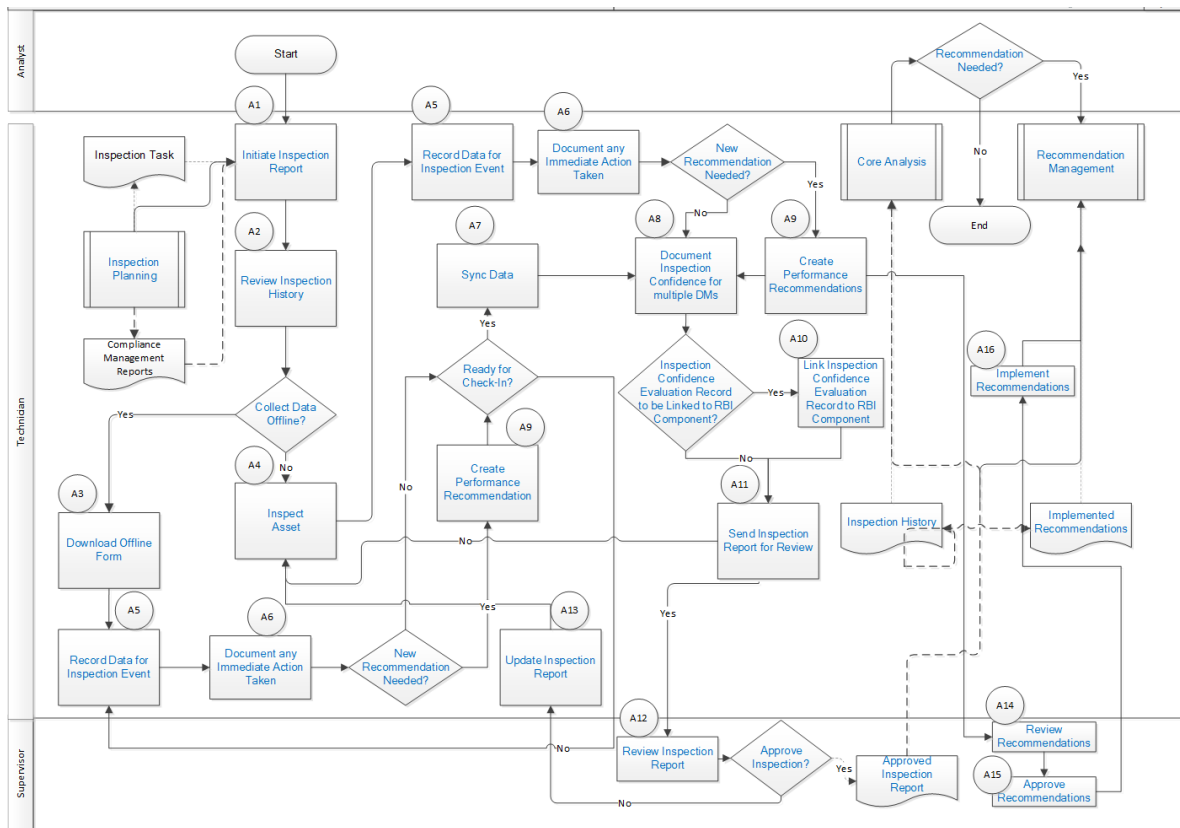 Analyst
Start
Recommendation
Needed?
Yes
No
End
Technician
A1
Initiate Inspection
Report
Inspection Task
Inspection
Planning
Compliance
Management
Reports
A2
Review Inspection
History
Collect Data
Offline?
Yes
No
A3
Download Offline
Form
A4
Inspect
Asset
A5
Record Data for
Inspection Event
A6
Document any
Immediate Action
Taken
New
Recommendation
Needed?
Yes
No
A7
Sync Data
Yes
Ready for
Check-In?
No
A8
Document
Inspection
Confidence for
multiple DMs
A9
Create
Performance
Recommendations
Inspection
Confidence
Evaluation Record
to be Linked to RBI
Component?
Yes
No
A10
Link Inspection
Confidence
Evaluation
Record to RBI
Component
A11
Send Inspection
Report for Review
No
Yes
Core Analysis
Recommendation
Management
A16
Implement
Recommendations
Inspection History
Implemented
Recommendations
A9
Create
Performance
Recommendation
A5
Record Data for
Inspection Event
A6
Document any
Immediate Action
Taken
New
Recommendation
Needed?
No
Yes
A13
Update Inspection
Report
Supervisor
A12
Review Inspection
Report
Approve
Inspection?
Yes
No
Approved
Inspection
Report
A14
Review
Recommendations
A15
Approve
Recommendations